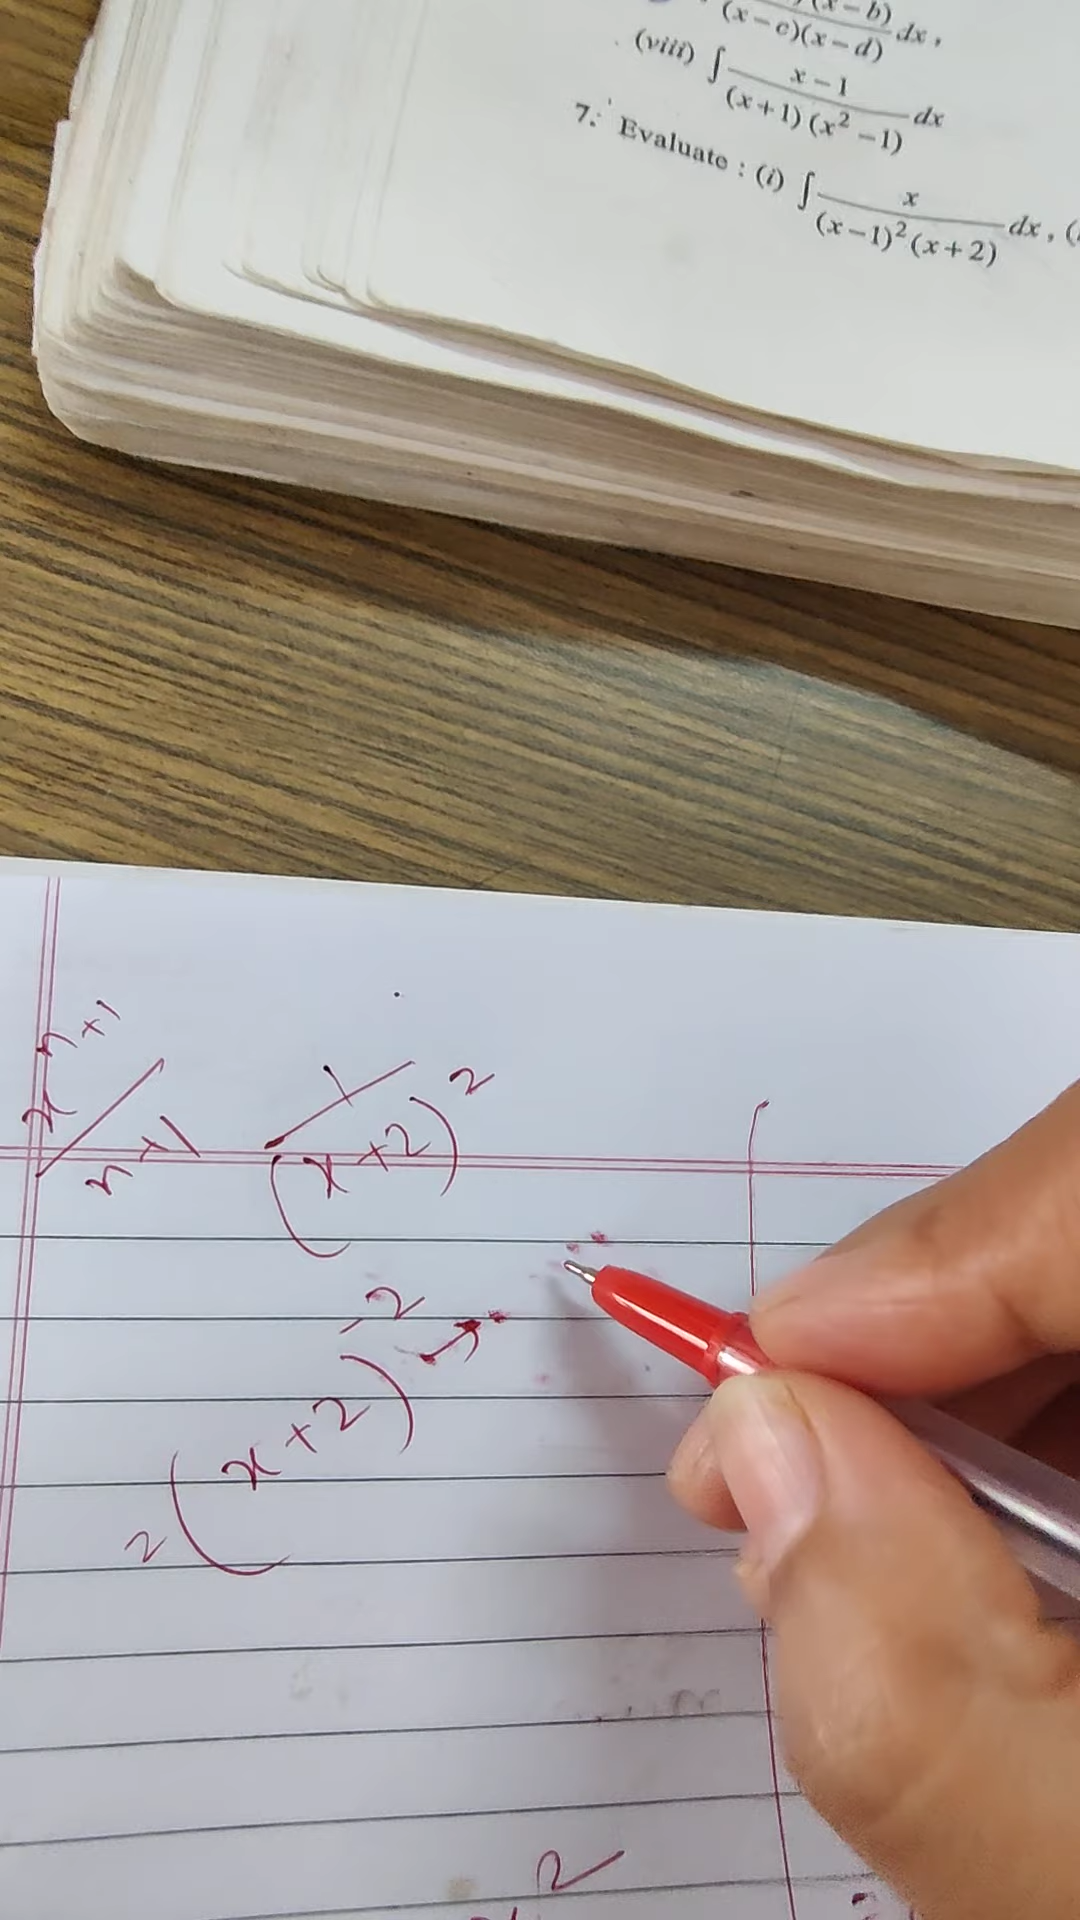 (x-b)
(x-c)(x-d) dx,
(viii) ∫ x-1 / (x+1)(x² -1) dx
7. Evaluate : (i) ∫ x / (x-1)² (x+2) dx, (
x^n+1 / n+1
1 / (x+2)²
(x+2)^-2
2
2